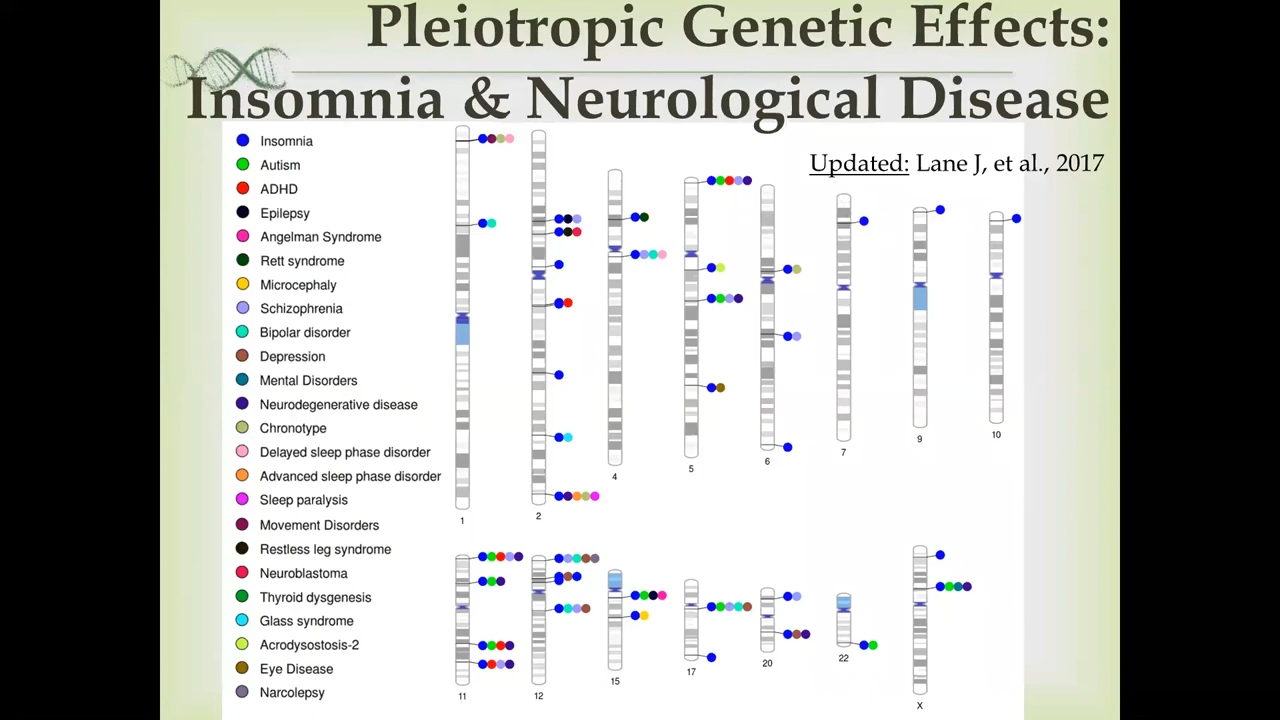 Pleiotropic Genetic Effects:
Insomnia & Neurological Disease
Updated: Lane J, et al., 2017
Insomnia
Autism
ADHD
Epilepsy
Angelman Syndrome
Rett syndrome
Microcephaly
Schizophrenia
Bipolar disorder
Depression
Mental Disorders
Neurodegenerative disease
Chronotype
Delayed sleep phase disorder
Advanced sleep phase disorder
Sleep paralysis
Movement Disorders
Restless leg syndrome
Neuroblastoma
Thyroid dysgenesis
Glass syndrome
Acrodysostosis-2
Eye Disease
Narcolepsy
1
2
4
5
6
7
9
10
11
12
15
17
20
22
X